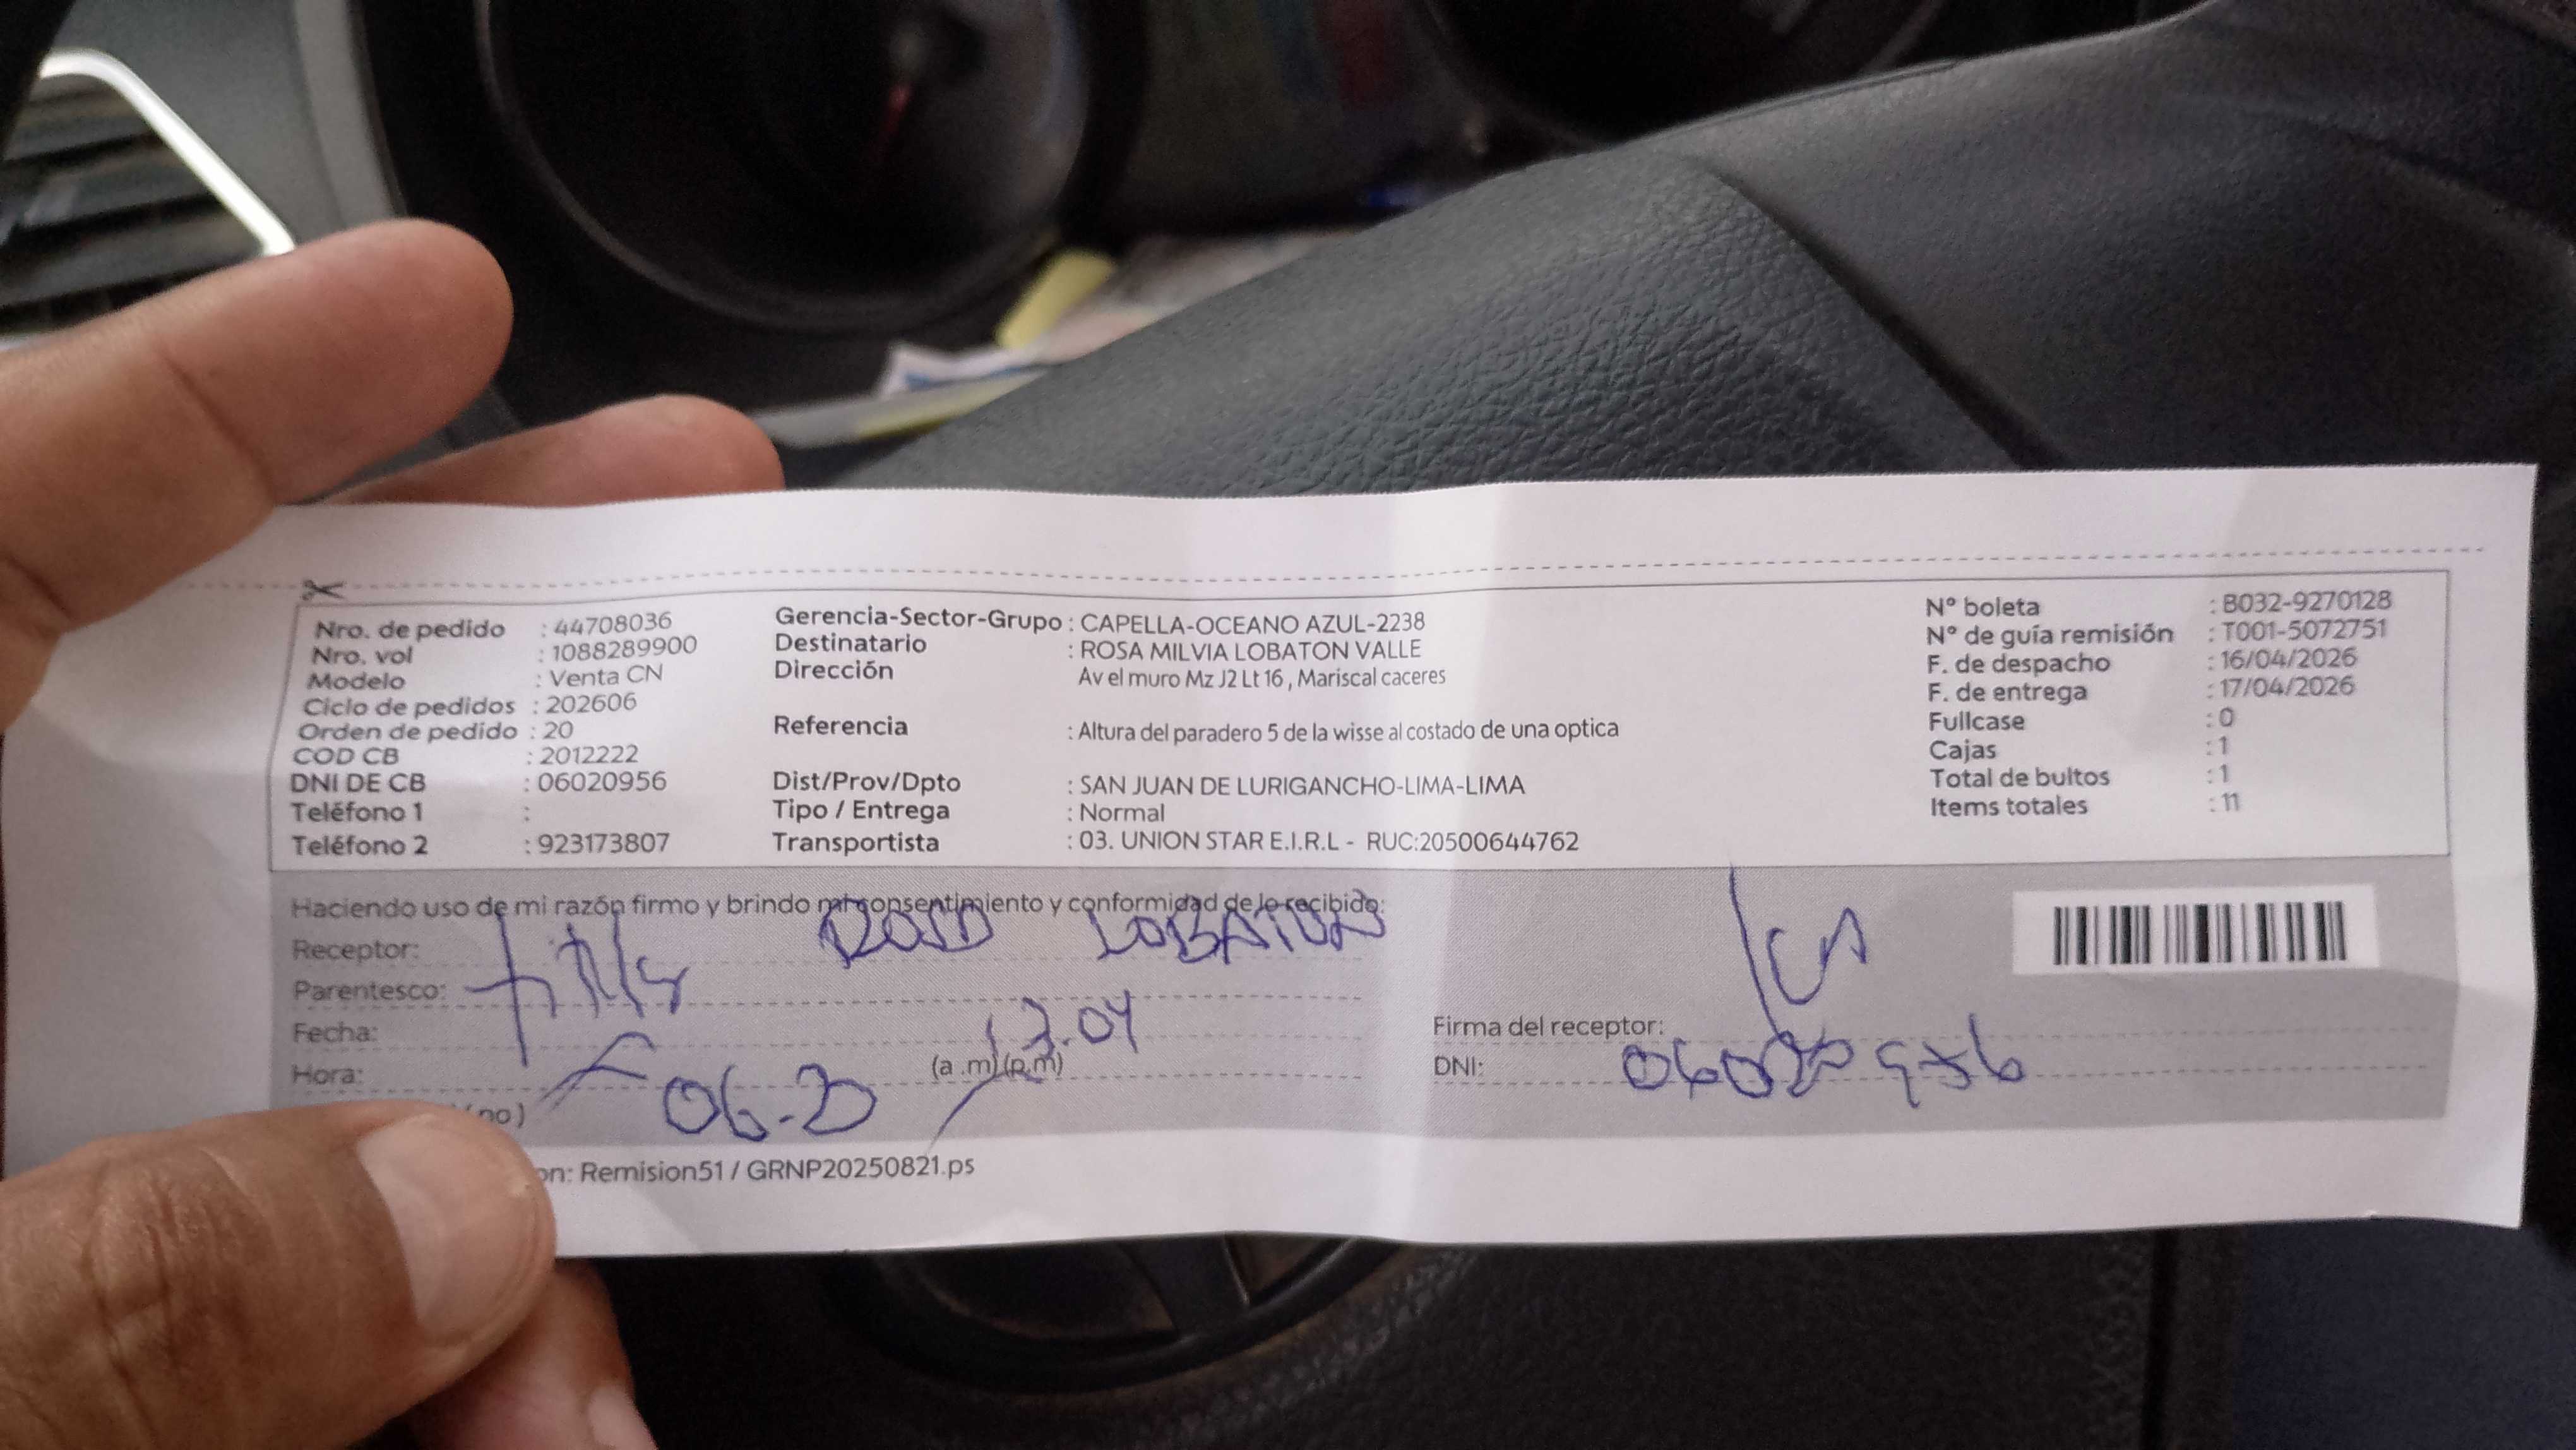 Nro. de pedido : 44708036
Nro. vol : 1088289900
Modelo : Venta CN
Ciclo de pedidos : 202606
Orden de pedido : 20
COD CB : 2012222
DNI DE CB : 06020956
Teléfono 1 :
Teléfono 2 : 923173807
Gerencia-Sector-Grupo : CAPELLA-OCEANO AZUL-2238
Destinatario : ROSA MILVIA LOBATON VALLE
Dirección Av el muro Mz J2 Lt 16 , Mariscal caceres
Referencia : Altura del paradero 5 de la wisse al costado de una optica
Dist/Prov/Dpto : SAN JUAN DE LURIGANCHO-LIMA-LIMA
Tipo / Entrega : Normal
Transportista : 03. UNION STAR E.I.R.L - RUC:20500644762
N° boleta : B032-9270128
N° de guía remisión : T001-5072751
F. de despacho : 16/04/2026
F. de entrega : 17/04/2026
Fullcase : 0
Cajas : 1
Total de bultos : 1
Items totales : 11
Haciendo uso de mi razón firmo y brindo mi consentimiento y conformidad de lo recibido:
Receptor: ROSA LOBATON
Parentesco:
Fecha:
Hora: (a .m) (p.m)
06-20
no)
Firma del receptor:
DNI: 06020956
on: Remision51 / GRNP20250821.ps